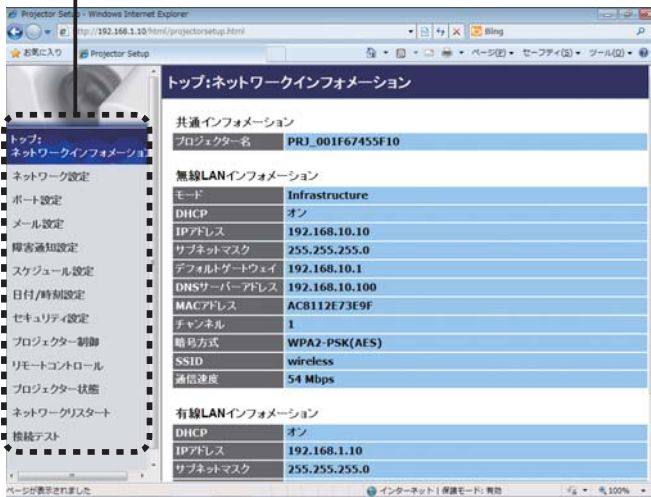 Projector Setup - Windows Internet Explorer
http://192.168.1.10/html/projectorsetup.html
Bing
お気に入り
Projector Setup
ページ(P)
セーフティ(S)
ツール(O)
トップ:
ネットワークインフォメーション
ネットワーク設定
ポート設定
メール設定
障害通知設定
スケジュール設定
日付/時刻設定
セキュリティ設定
プロジェクター制御
リモートコントロール
プロジェクター状態
ネットワークリスタート
接続テスト
トップ:ネットワークインフォメーション
共通インフォメーション
プロジェクター名 PRJ_001F67455F10
無線LANインフォメーション
モード Infrastructure
DHCP オン
IPアドレス 192.168.10.10
サブネットマスク 255.255.255.0
デフォルトゲートウェイ 192.168.10.1
DNSサーバーアドレス 192.168.10.100
MACアドレス AC8112E73E9F
チャンネル 1
暗号方式 WPA2-PSK(AES)
SSID wireless
通信速度 54 Mbps
有線LANインフォメーション
DHCP オン
IPアドレス 192.168.1.10
サブネットマスク 255.255.255.0
ページが表示されました
インターネット | 保護モード: 有効
100%